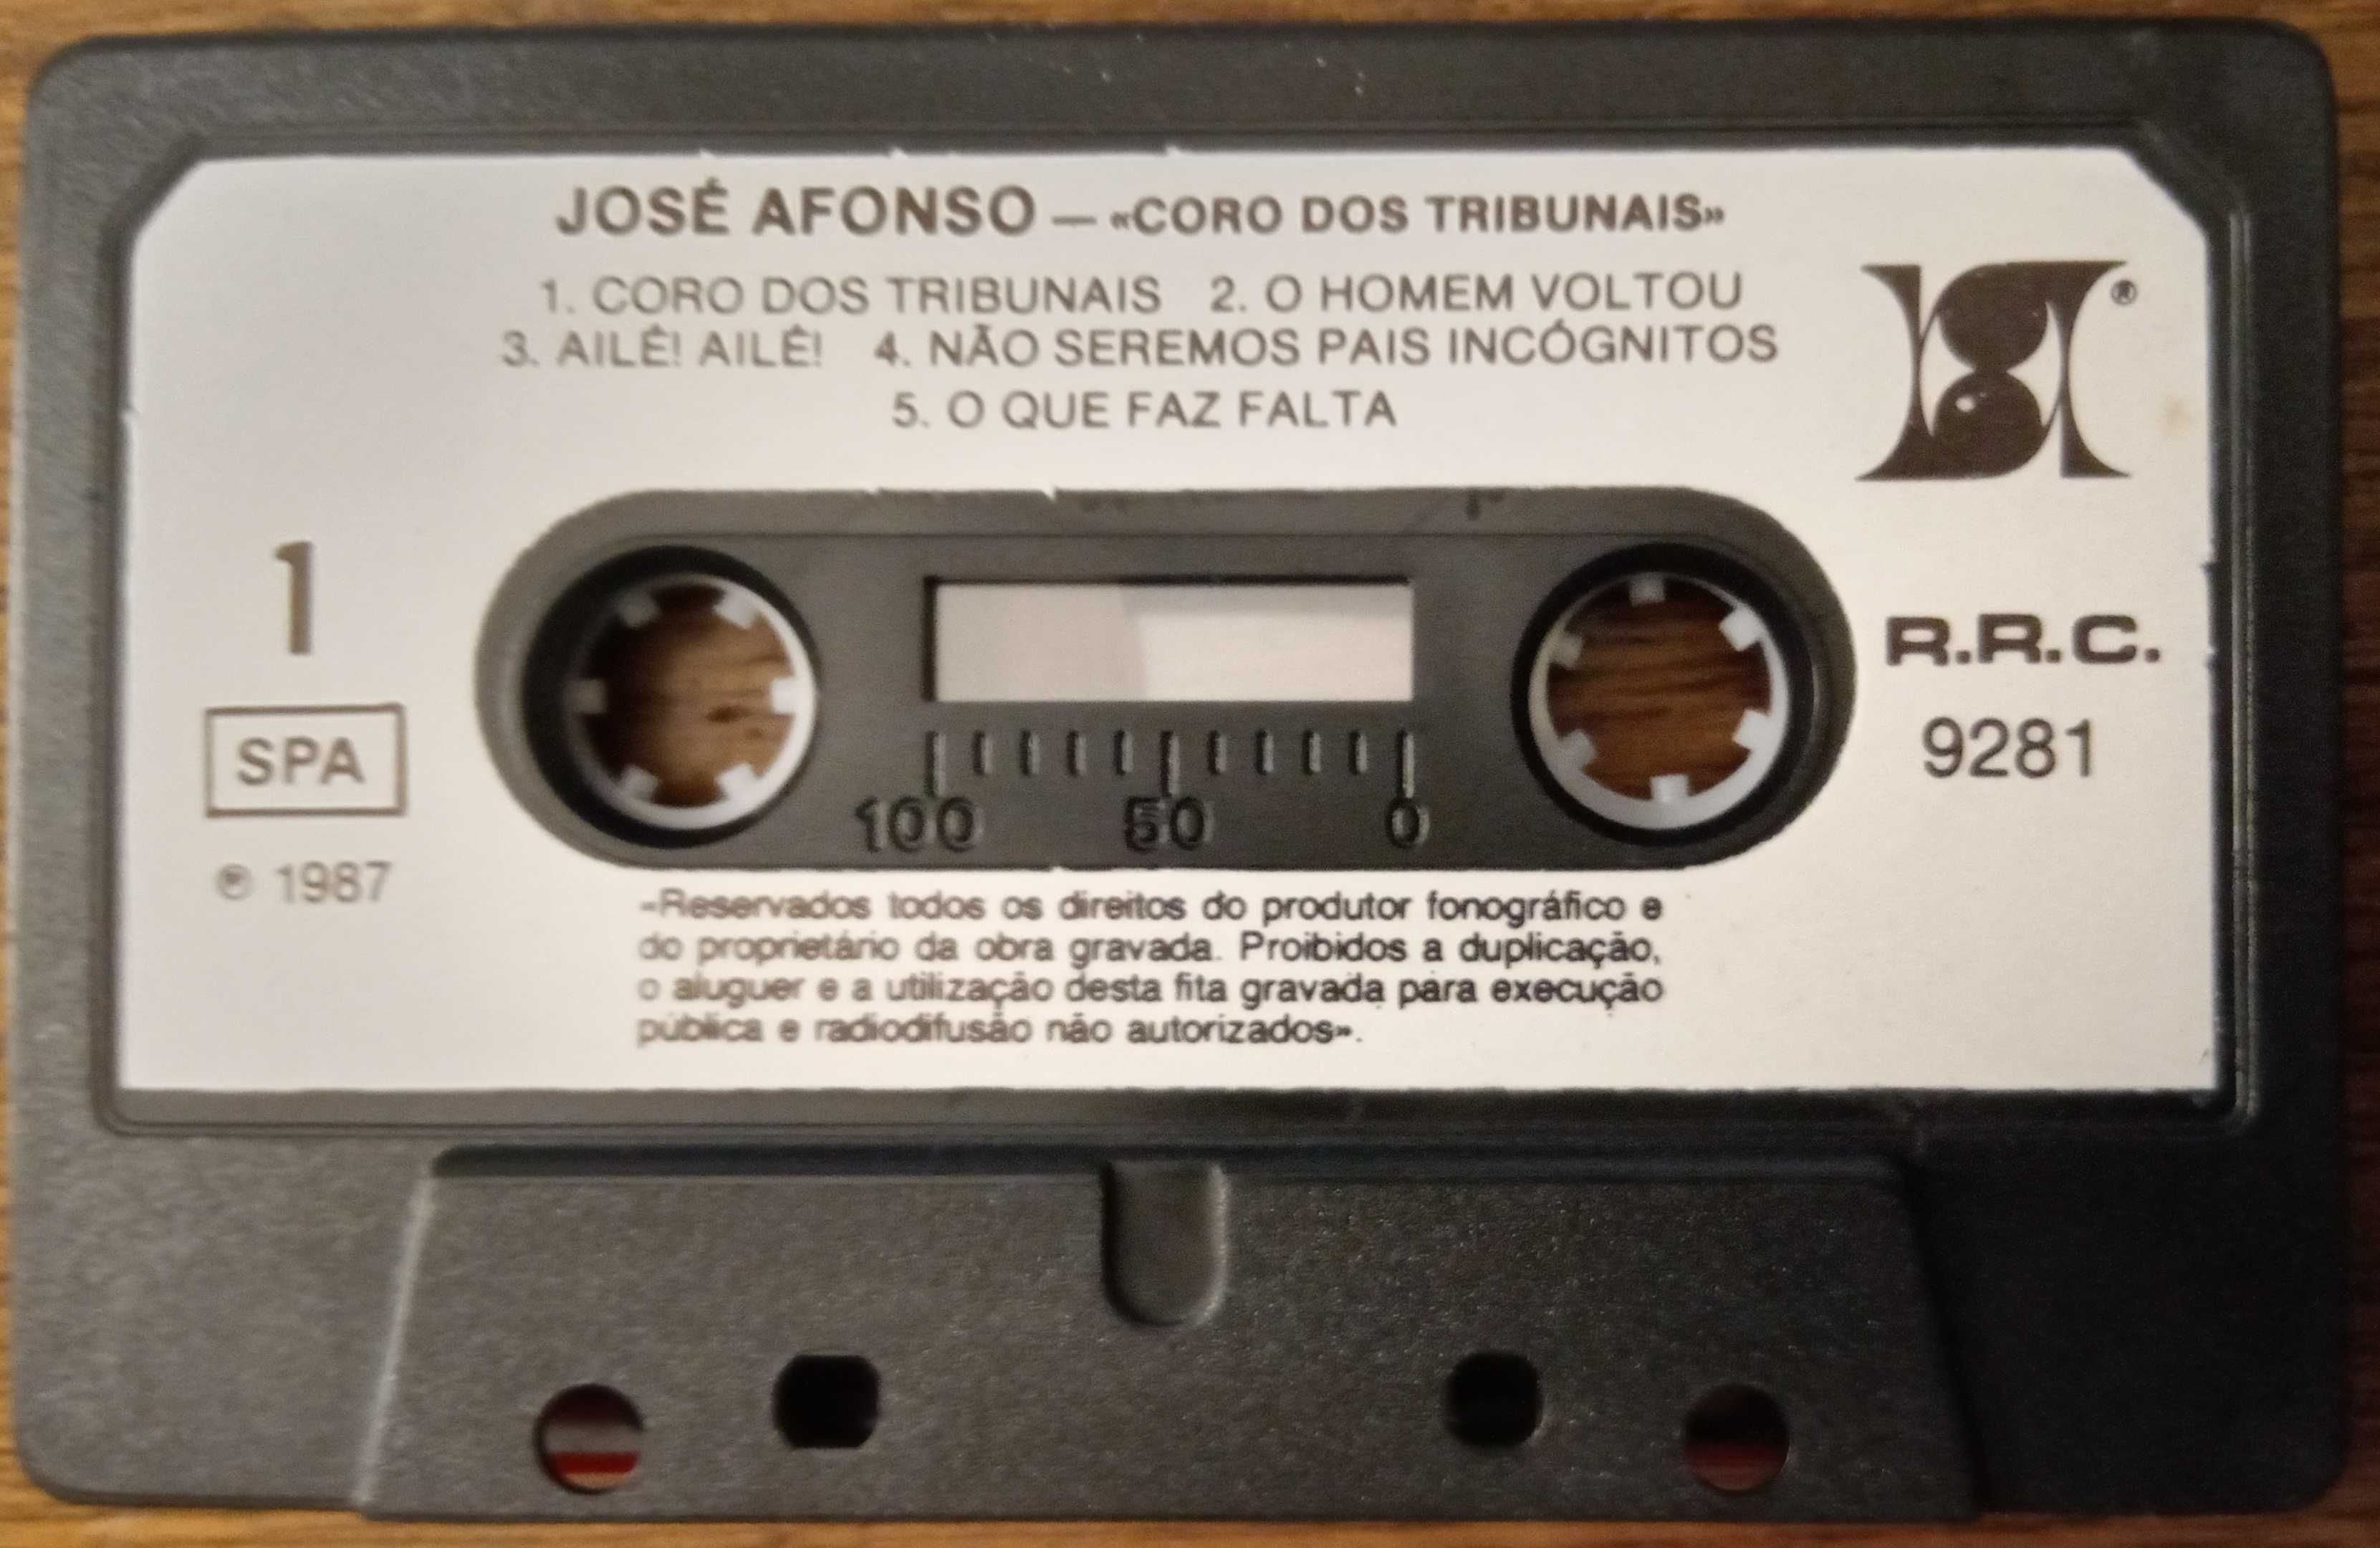 JOSÉ AFONSO — «CORO DOS TRIBUNAIS»
1. CORO DOS TRIBUNAIS 2. O HOMEM VOLTOU
3. AILÊ! AILÊ! 4. NÃO SEREMOS PAIS INCÓGNITOS
5. O QUE FAZ FALTA
®
1
SPA
℗ 1987
R.R.C.
9281
100 50 0
«Reservados todos os direitos do produtor fonográfico e
do proprietário da obra gravada. Proibidos a duplicação,
o aluguer e a utilização desta fita gravada para execução
pública e radiodifusão não autorizados».